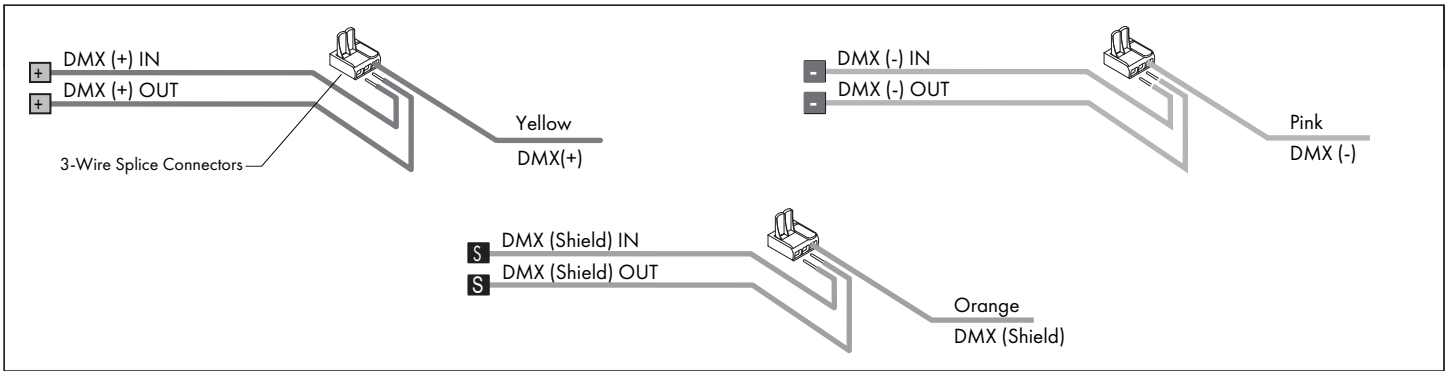 + DMX (+) IN
+ DMX (+) OUT
Yellow
DMX(+)
3-Wire Splice Connectors
- DMX (-) IN
- DMX (-) OUT
Pink
DMX (-)
S DMX (Shield) IN
S DMX (Shield) OUT
Orange
DMX (Shield)